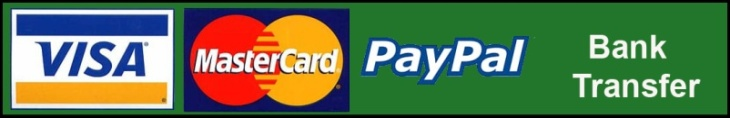 VISA
MasterCard
PayPal
Bank
Transfer